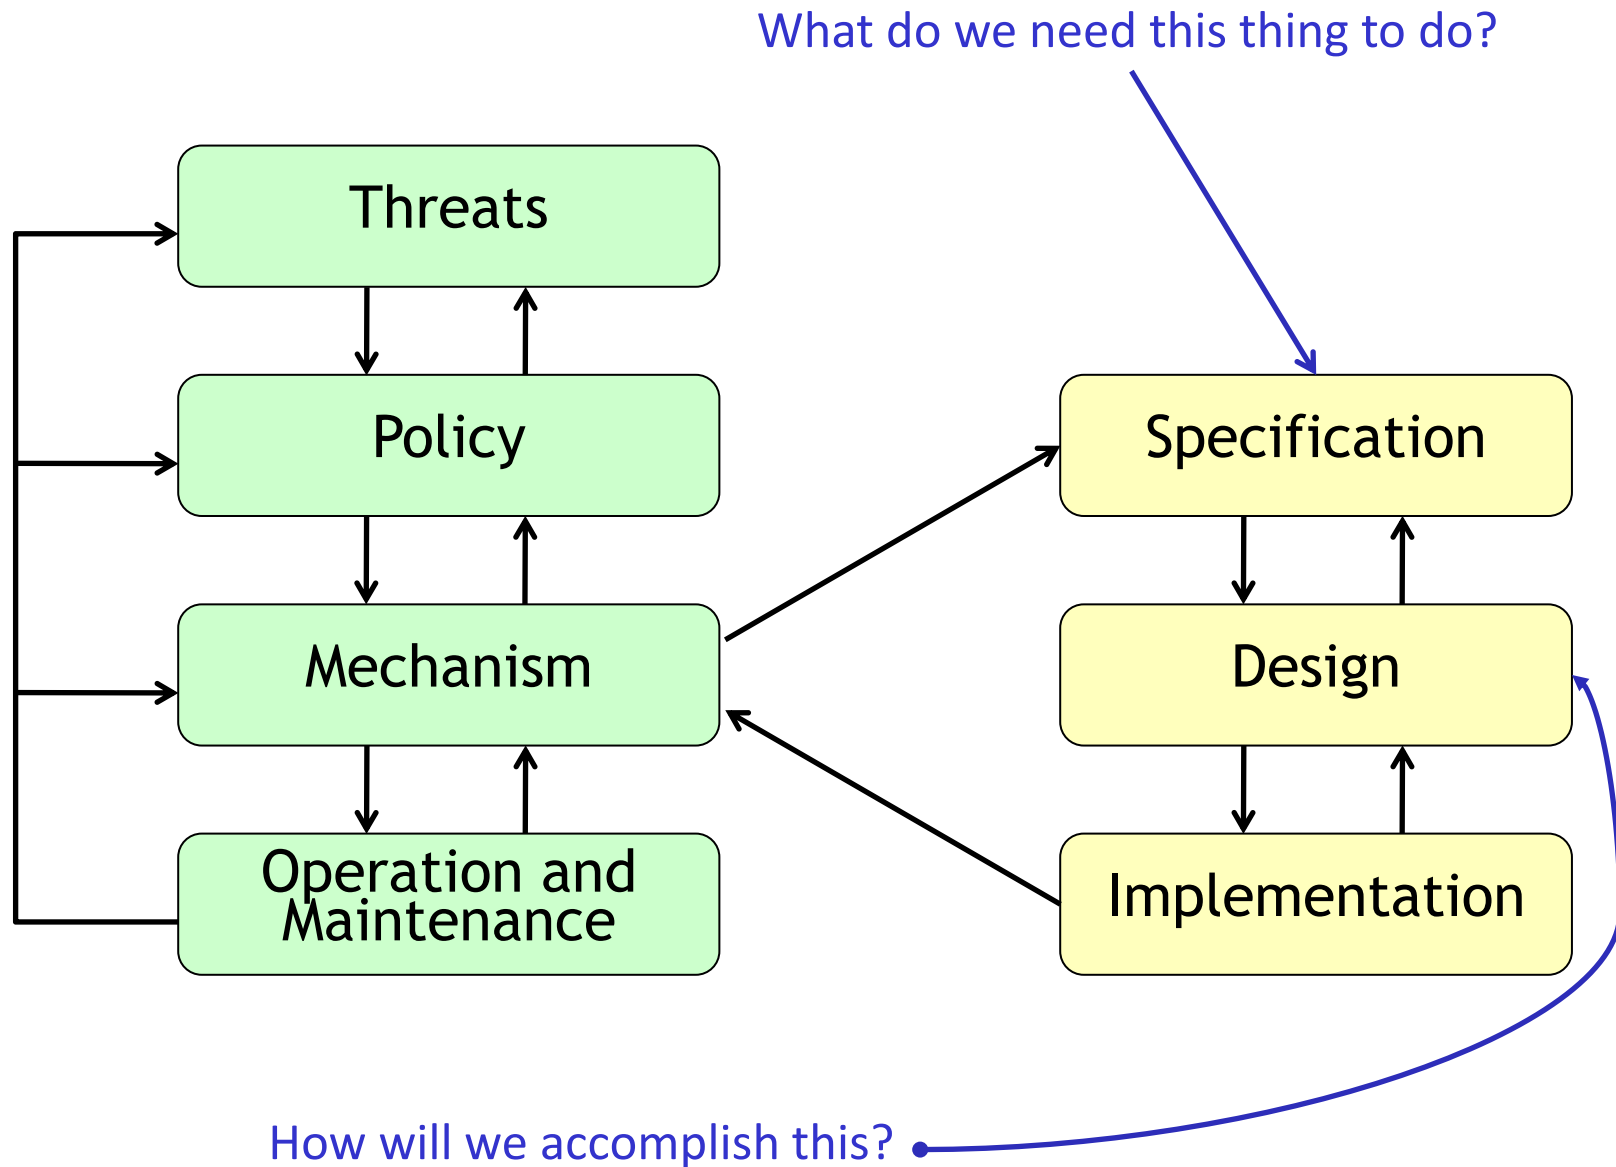 What do we need this thing to do?
Threats
Policy
Specification
Mechanism
Design
Operation and
Maintenance
Implementation
How will we accomplish this?